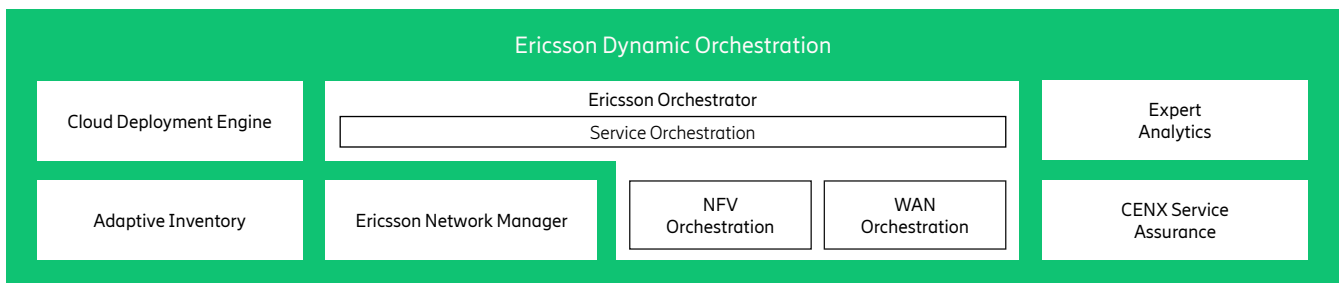 Ericsson Dynamic Orchestration
Cloud Deployment Engine
Ericsson Orchestrator
Service Orchestration
Expert
Analytics
Adaptive Inventory
Ericsson Network Manager
NFV
Orchestration
WAN
Orchestration
CENX Service
Assurance